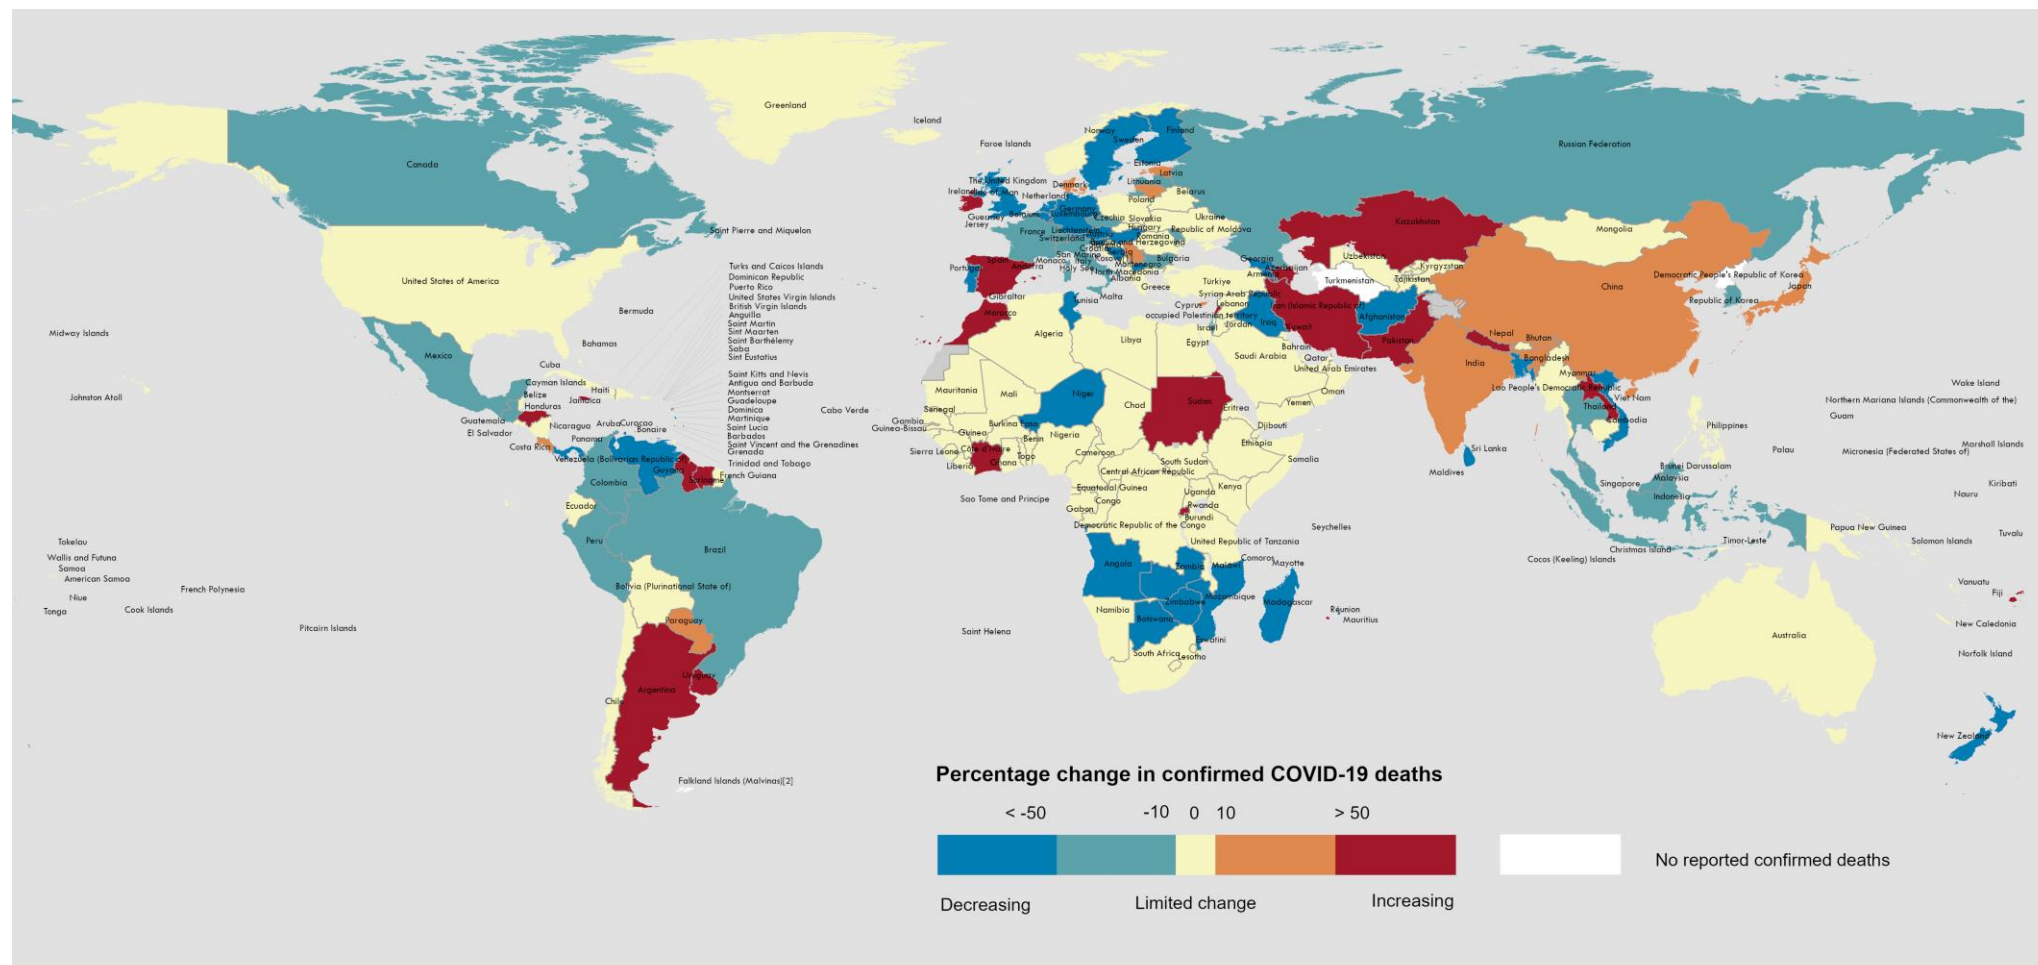 Greenland
Iceland
Faroe Islands
Norway
Sweden
Finland
Russian Federation
Canada
Estonia
Latvia
Lithuania
Denmark
The United Kingdom
Ireland
Isle of Man
Netherlands
Belarus
Poland
Germany
Belgium
Luxembourg
Guernsey
Jersey
Czechia
Slovakia
Ukraine
Kazakhstan
Mongolia
Saint Pierre and Miquelon
France
Liechtenstein
Switzerland
Hungary
Romania
Republic of Moldova
Bosnia and Herzegovina
Croatia
Serbia
San Marino
Monaco
Italy
Kosovo
Bulgaria
Holy See
Montenegro
North Macedonia
Albania
Greece
Portugal
Spain
Andorra
Gibraltar
Georgia
Azerbaijan
Armenia
Uzbekistan
Kyrgyzstan
Turkmenistan
Tajikistan
Democratic People's Republic of Korea
China
Japan
Republic of Korea
United States of America
Turks and Caicos Islands
Dominican Republic
Puerto Rico
United States Virgin Islands
British Virgin Islands
Anguilla
Saint Martin
Sint Maarten
Saint Barthélemy
Saba
Sint Eustatius
Saint Kitts and Nevis
Antigua and Barbuda
Montserrat
Guadeloupe
Dominica
Martinique
Saint Lucia
Barbados
Saint Vincent and the Grenadines
Grenada
Trinidad and Tobago
French Guiana
Bermuda
Midway Islands
Bahamas
Mexico
Cuba
Cayman Islands
Haiti
Belize
Jamaica
Honduras
Johnston Atoll
Guatemala
El Salvador
Nicaragua
Aruba
Curacao
Bonaire
Costa Rica
Panama
Venezuela (Bolivarian Republic of)
Guyana
Suriname
Colombia
Ecuador
Peru
Brazil
Bolivia (Plurinational State of)
Paraguay
Uruguay
Argentina
Chile
Falkland Islands (Malvinas)[2]
Tunisia
Malta
Türkiye
Syrian Arab Republic
Cyprus
Lebanon
occupied Palestinian territory
Israel
Jordan
Iraq
Iran (Islamic Republic of)
Kuwait
Afghanistan
Pakistan
Morocco
Algeria
Libya
Egypt
Bahrain
Qatar
Saudi Arabia
United Arab Emirates
Oman
Yemen
Nepal
Bhutan
India
Bangladesh
Myanmar
Lao People's Democratic Republic
Viet Nam
Thailand
Cambodia
Philippines
Sri Lanka
Maldives
Wake Island
Northern Mariana Islands (Commonwealth of the)
Guam
Marshall Islands
Palau
Micronesia (Federated States of)
Brunei Darussalam
Malaysia
Singapore
Indonesia
Kiribati
Nauru
Papua New Guinea
Solomon Islands
Tuvalu
Timor-Leste
Christmas Island
Cocos (Keeling) Islands
Vanuatu
Fiji
New Caledonia
Norfolk Island
Australia
New Zealand
Cabo Verde
Mauritania
Mali
Niger
Chad
Sudan
Eritrea
Senegal
Gambia
Guinea-Bissau
Guinea
Burkina Faso
Benin
Nigeria
Djibouti
Ethiopia
Sierra Leone
Côte d'Ivoire
Liberia
Ghana
Togo
Cameroon
South Sudan
Somalia
Central African Republic
Equatorial Guinea
Sao Tome and Principe
Congo
Gabon
Uganda
Kenya
Rwanda
Burundi
Democratic Republic of the Congo
Seychelles
United Republic of Tanzania
Comoros
Mayotte
Angola
Zambia
Malawi
Mozambique
Zimbabwe
Madagascar
Réunion
Mauritius
Namibia
Botswana
Eswatini
South Africa
Lesotho
Saint Helena
Tokelau
Wallis and Futuna
Samoa
American Samoa
French Polynesia
Niue
Tonga
Cook Islands
Pitcairn Islands
Percentage change in confirmed COVID-19 deaths
< -50 -10 0 10 > 50
No reported confirmed deaths
Decreasing Limited change Increasing